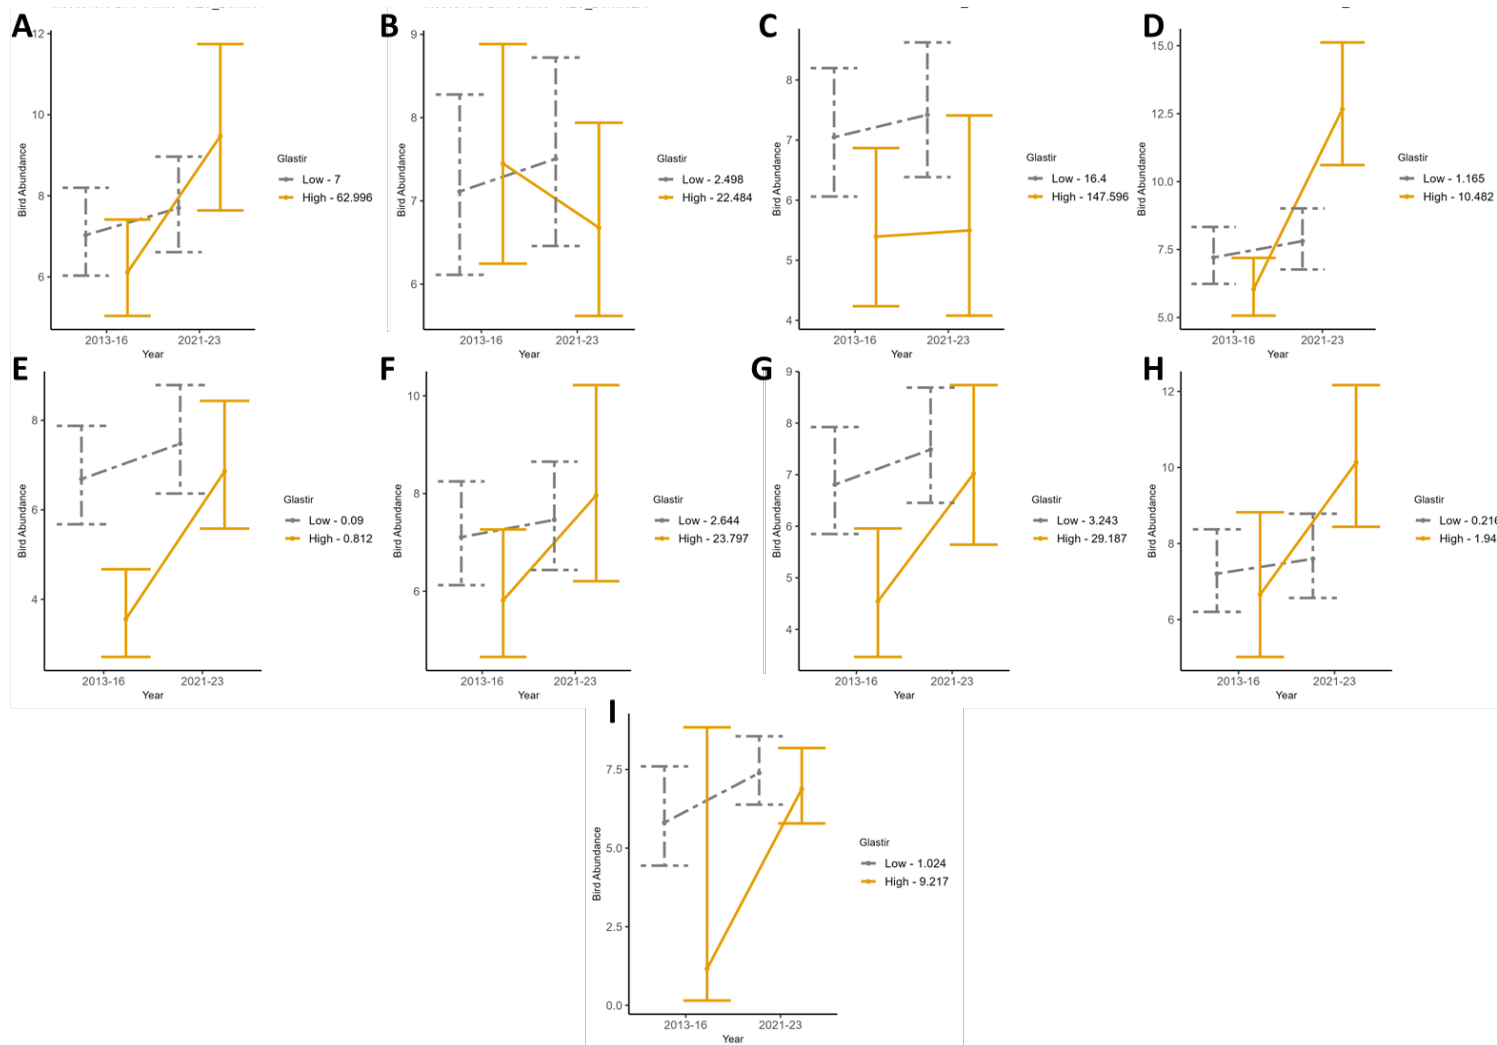 A
12
10
8
6
Bird Abundance
2013-16
2021-23
Year
Glastir
Low - 7
High - 62.996
B
9
8
7
6
Bird Abundance
2013-16
2021-23
Year
Glastir
Low - 2.498
High - 22.484
C
8
7
6
5
4
Bird Abundance
2013-16
2021-23
Year
Glastir
Low - 16.4
High - 147.596
D
15.0
12.5
10.0
7.5
5.0
Bird Abundance
2013-16
2021-23
Year
Glastir
Low - 1.165
High - 10.482
E
8
6
4
Bird Abundance
2013-16
2021-23
Year
Glastir
Low - 0.09
High - 0.812
F
10
8
6
Bird Abundance
2013-16
2021-23
Year
Glastir
Low - 2.644
High - 23.797
G
9
8
7
6
5
4
Bird Abundance
2013-16
2021-23
Year
Glastir
Low - 3.243
High - 29.187
H
12
10
8
6
Bird Abundance
2013-16
2021-23
Year
Glastir
Low - 0.216
High - 1.94
I
7.5
5.0
2.5
0.0
Bird Abundance
2013-16
2021-23
Year
Glastir
Low - 1.024
High - 9.217